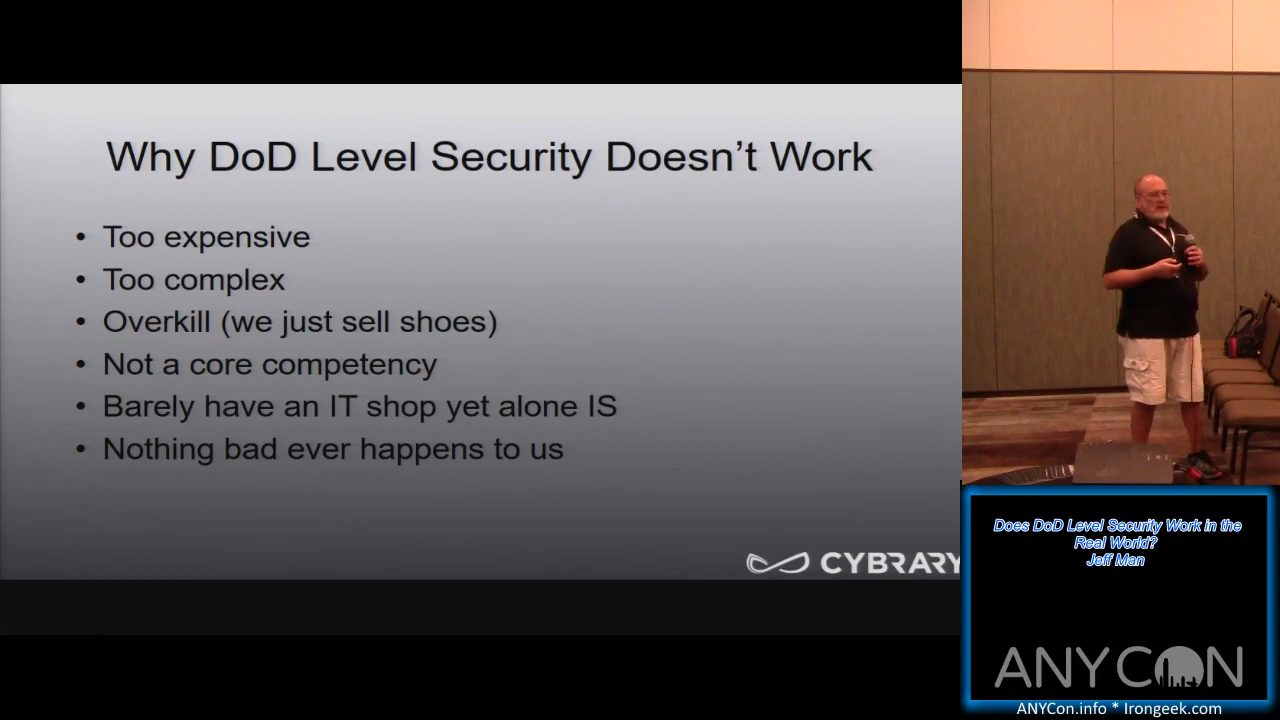 Why DoD Level Security Doesn't Work
• Too expensive
• Too complex
• Overkill (we just sell shoes)
• Not a core competency
• Barely have an IT shop yet alone IS
• Nothing bad ever happens to us
CYBRARY
Does DoD Level Security Work in the
Real World?
Jeff Man
ANYCON
ANYCon.info * Irongeek.com